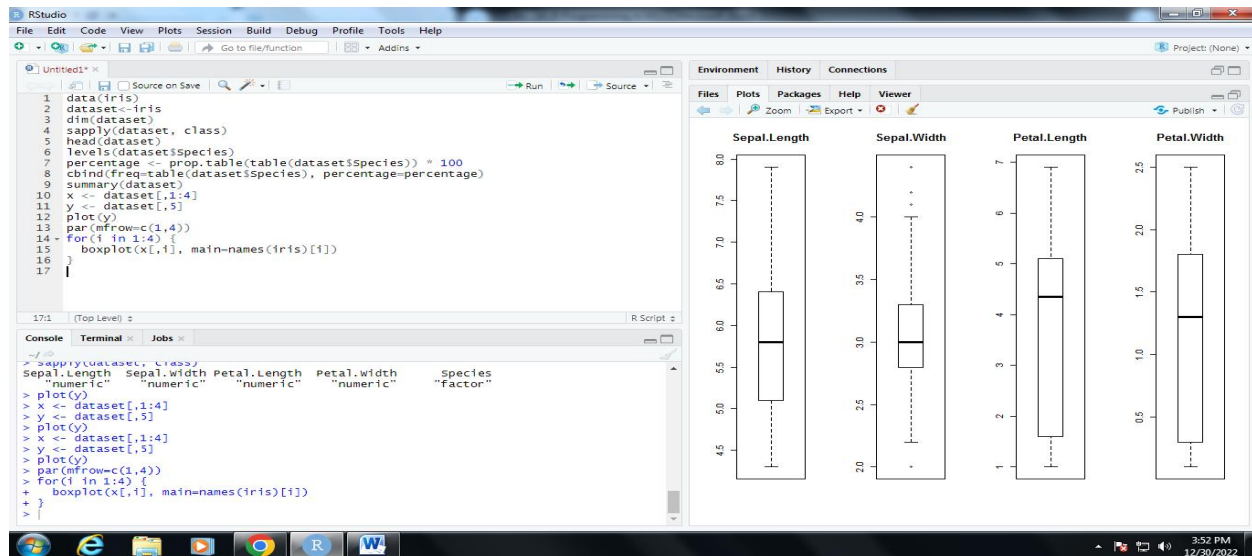 RStudio
File Edit Code View Plots Session Build Debug Profile Tools Help
Go to file/function Addins Project: (None)
Untitled1*
Source on Save Run Source
1 data(iris)
2 dataset<-iris
3 dim(dataset)
4 sapply(dataset, class)
5 head(dataset)
6 levels(dataset$Species)
7 percentage <- prop.table(table(dataset$Species)) * 100
8 cbind(freq=table(dataset$Species), percentage=percentage)
9 summary(dataset)
10 x <- dataset[,1:4]
11 y <- dataset[,5]
12 plot(y)
13 par(mfrow=c(1,4))
14 for(i in 1:4) {
15 boxplot(x[,i], main=names(iris)[i])
16 }
17
17:1 (Top Level) R Script
Console Terminal Jobs
~/
> sapply(dataset, class)
Sepal.Length Sepal.Width Petal.Length Petal.Width Species
"numeric" "numeric" "numeric" "numeric" "factor"
> plot(y)
> x <- dataset[,1:4]
> y <- dataset[,5]
> plot(y)
> x <- dataset[,1:4]
> y <- dataset[,5]
> plot(y)
> par(mfrow=c(1,4))
> for(i in 1:4) {
+ boxplot(x[,i], main=names(iris)[i])
+ }
>
Environment History Connections
Files Plots Packages Help Viewer
Zoom Export Publish
Sepal.Length Sepal.Width Petal.Length Petal.Width
8.0
7.5
7.0
6.5
6.0
5.5
5.0
4.5
4.0
3.5
3.0
2.5
2.0
7
6
5
4
3
2
1
2.5
2.0
1.5
1.0
0.5
R
W
3:52 PM
12/30/2022